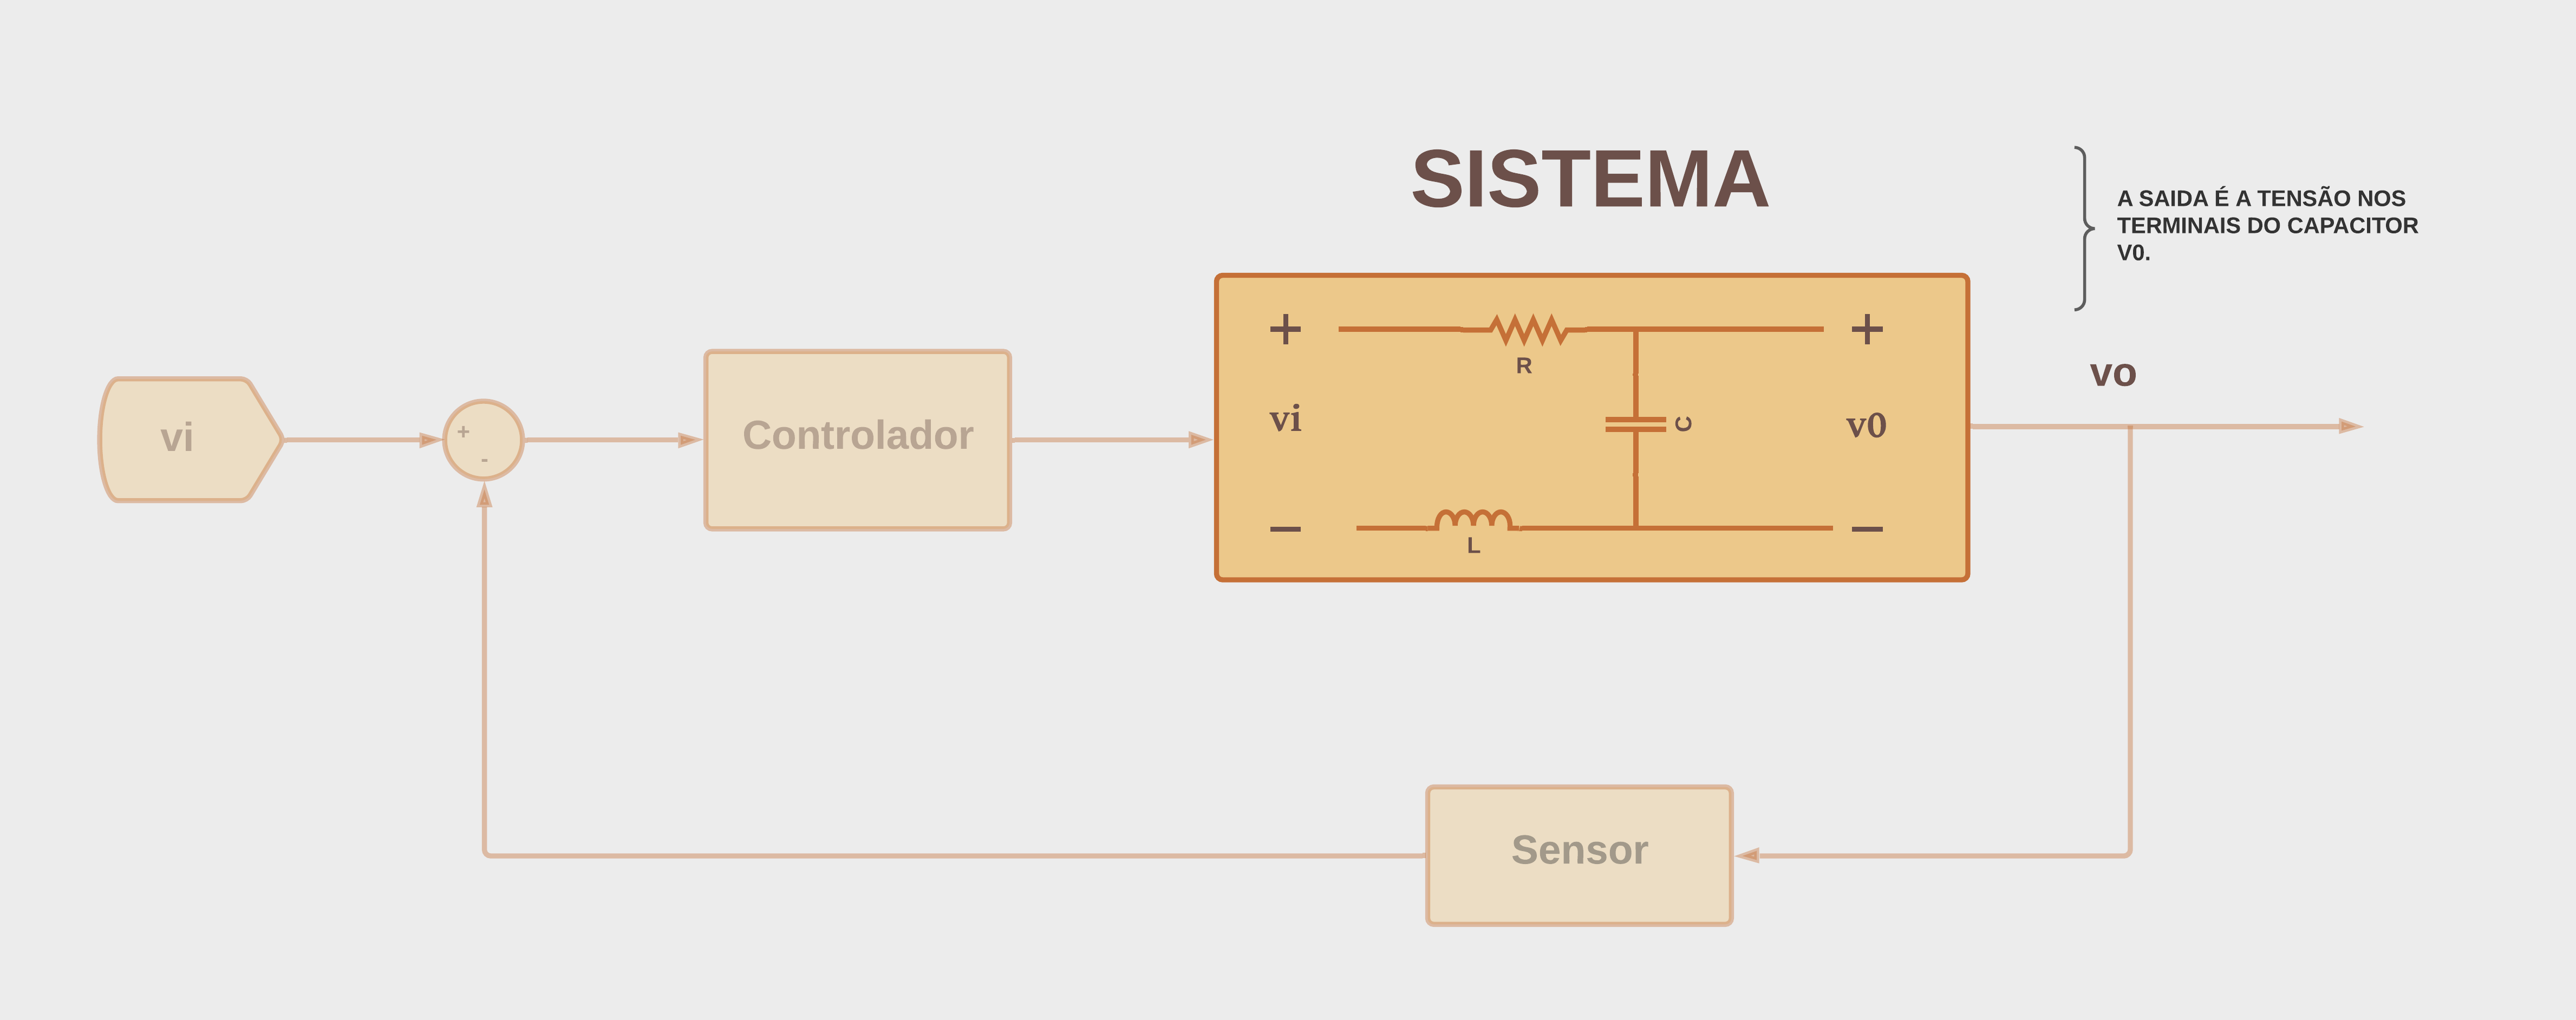 SISTEMA
A SAIDA É A TENSÃO NOS
TERMINAIS DO CAPACITOR
V0.
+
+
R
vo
vi
+
-
Controlador
vi
C
v0
−
−
L
Sensor